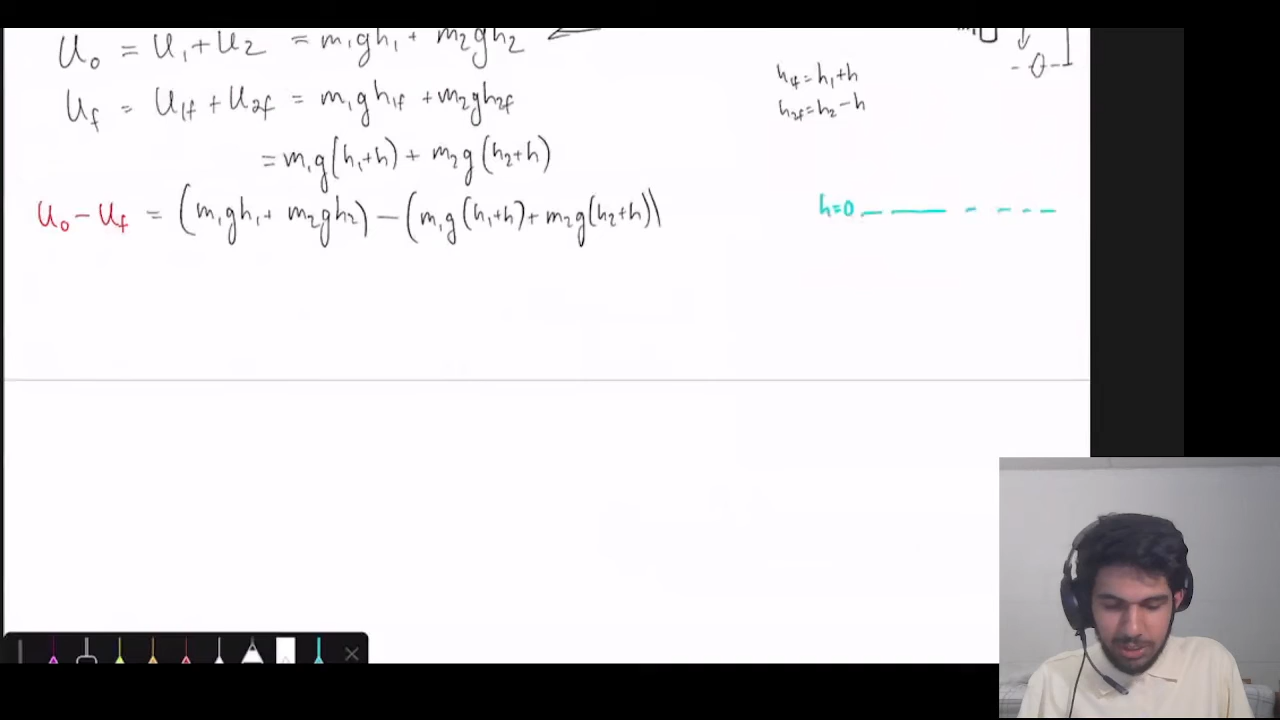 U₀ = U₁ + U₂ = m₁gh₁ + m₂gh₂
U_f = U₁f + U₂f = m₁gh₁f + m₂gh₂f
= m₁g(h₁+h) + m₂g(h₂+h)
U₀ − U_f = (m₁gh₁ + m₂gh₂) − (m₁g(h₁+h) + m₂g(h₂+h))
h₁f = h₁+h
h₂f = h₂−h
h=0